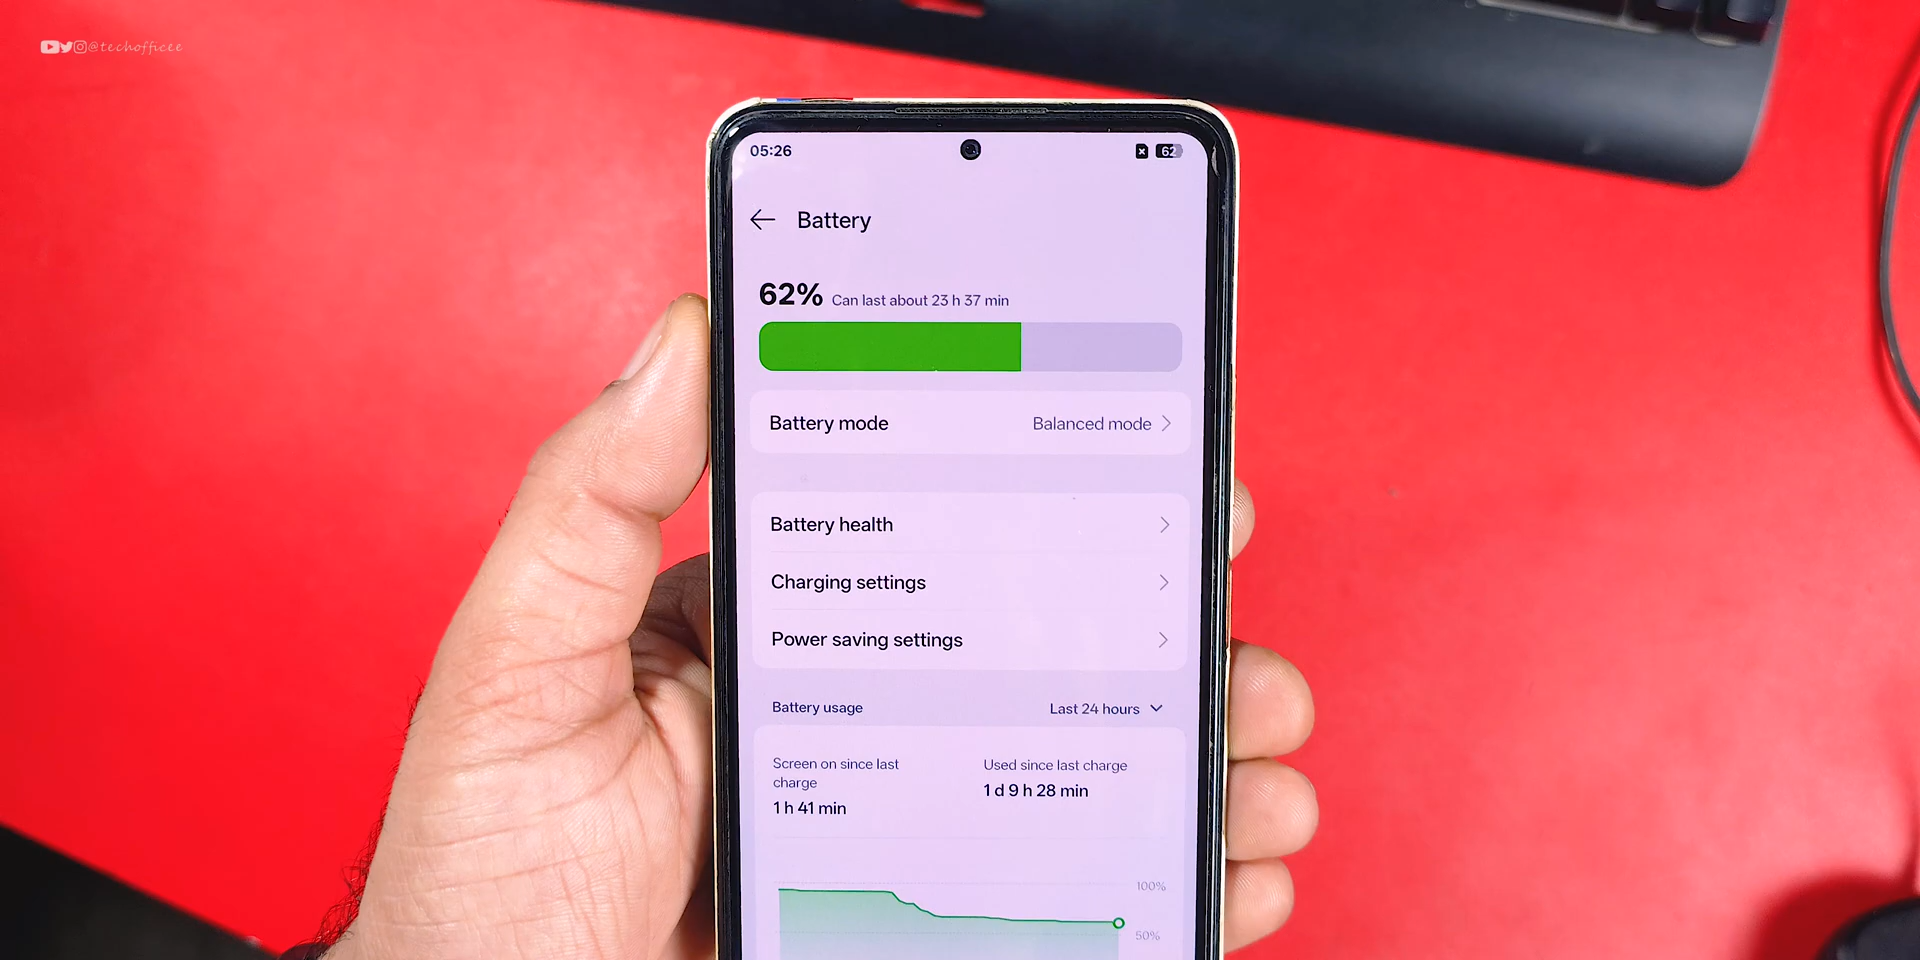 @techofficee
05:26
62
Battery
62% Can last about 23 h 37 min
Battery mode Balanced mode
Battery health
Charging settings
Power saving settings
Battery usage Last 24 hours
Screen on since last
charge
1 h 41 min
Used since last charge
1 d 9 h 28 min
100%
50%